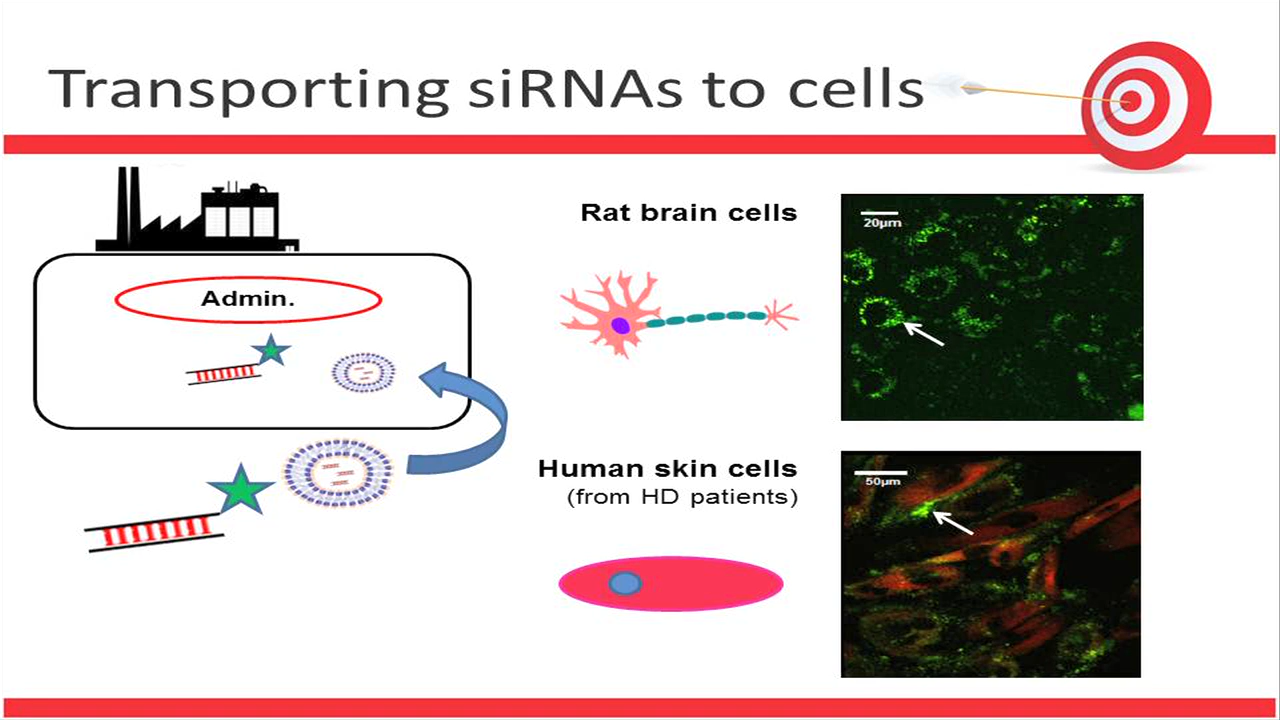 Transporting siRNAs to cells
Admin.
Rat brain cells
20µm
Human skin cells
(from HD patients)
50µm